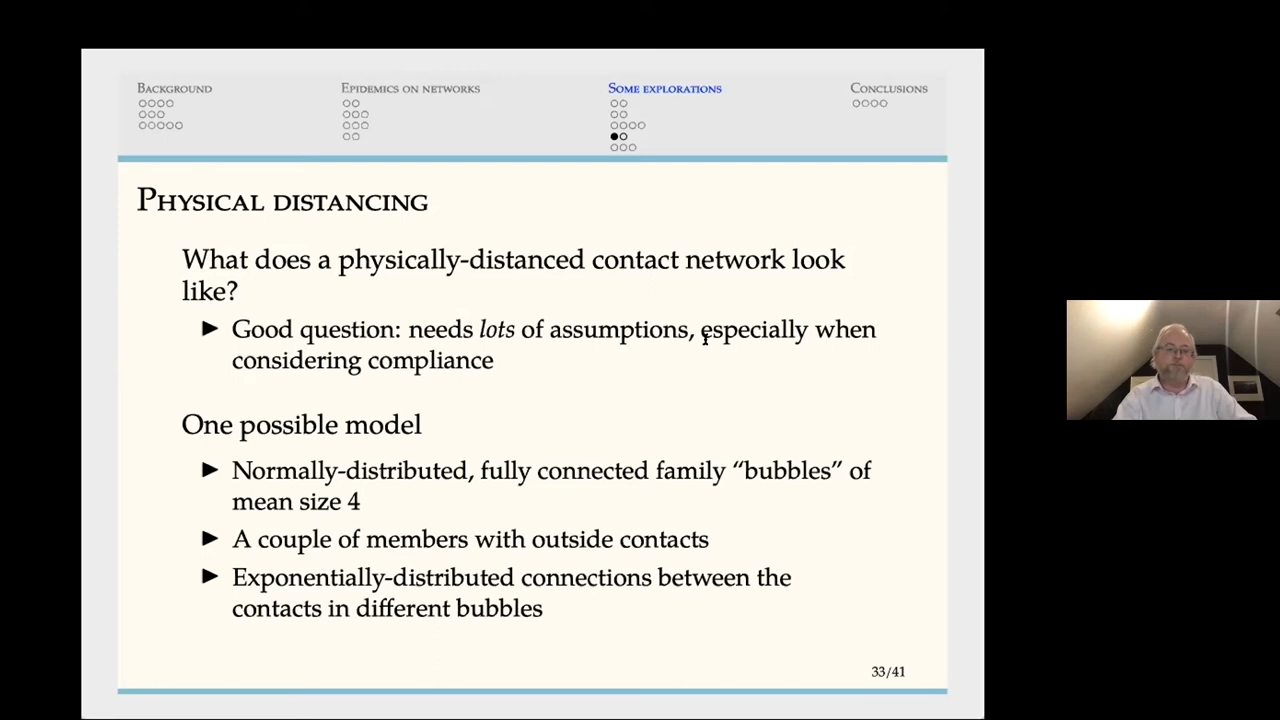 Background
Epidemics on networks
Some explorations
Conclusions
Physical distancing
What does a physically-distanced contact network look
like?
Good question: needs lots of assumptions, especially when
considering compliance
One possible model
Normally-distributed, fully connected family “bubbles” of
mean size 4
A couple of members with outside contacts
Exponentially-distributed connections between the
contacts in different bubbles
33/41